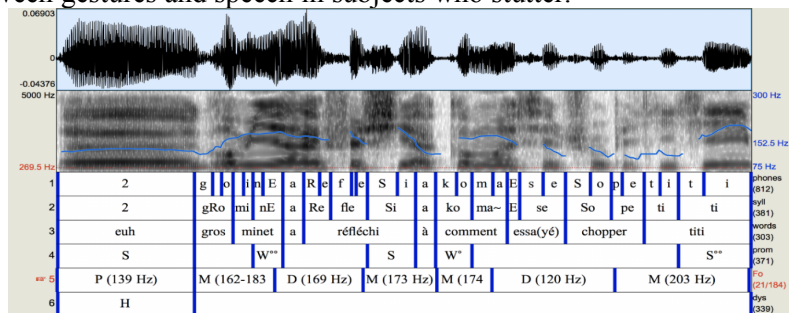 veen gestures and speech in subjects who stutter.
0.06903
0
-0.04376
5000 Hz
269.5 Hz
300 Hz
152.5 Hz
75 Hz
1 2 g o i n E a R e f e S i a k o m a E s e S o p e t i t i phones (812)
2 2 gRo mi nE a Re fle Si a ko ma~ E se So pe ti ti syll (381)
3 euh gros minet a réfléchi à comment essa(yé) chopper titi words (303)
4 S W°° S W° S°° prom (371)
5 P (139 Hz) M (162-183 D (169 Hz) M (173 Hz) M (174 D (120 Hz) M (203 Hz) Fo (21/184)
6 H dys (339)